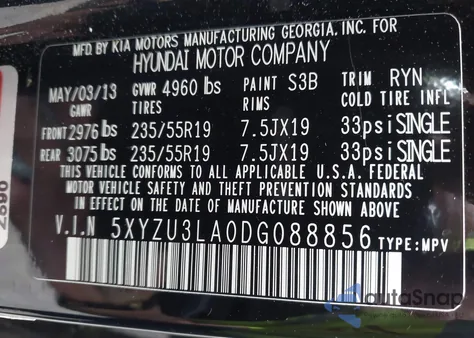 MFD. BY KIA MOTORS MANUFACTURING GEORGIA, INC. FOR
HYUNDAI MOTOR COMPANY
MAY/03/13 GVWR 4960 lbs PAINT S3B TRIM RYN
GAWR TIRES RIMS COLD TIRE INFL
FRONT 2976 lbs 235/55R19 7.5JX19 33psi SINGLE
REAR 3075 lbs 235/55R19 7.5JX19 33psi SINGLE
THIS VEHICLE CONFORMS TO ALL APPLICABLE U.S.A. FEDERAL
MOTOR VEHICLE SAFETY AND THEFT PREVENTION STANDARDS
IN EFFECT ON THE DATE OF MANUFACTURE SHOWN ABOVE.
V.I.N 5XYZU3LA0DG088856 TYPE:MPV
2890
autaSnap